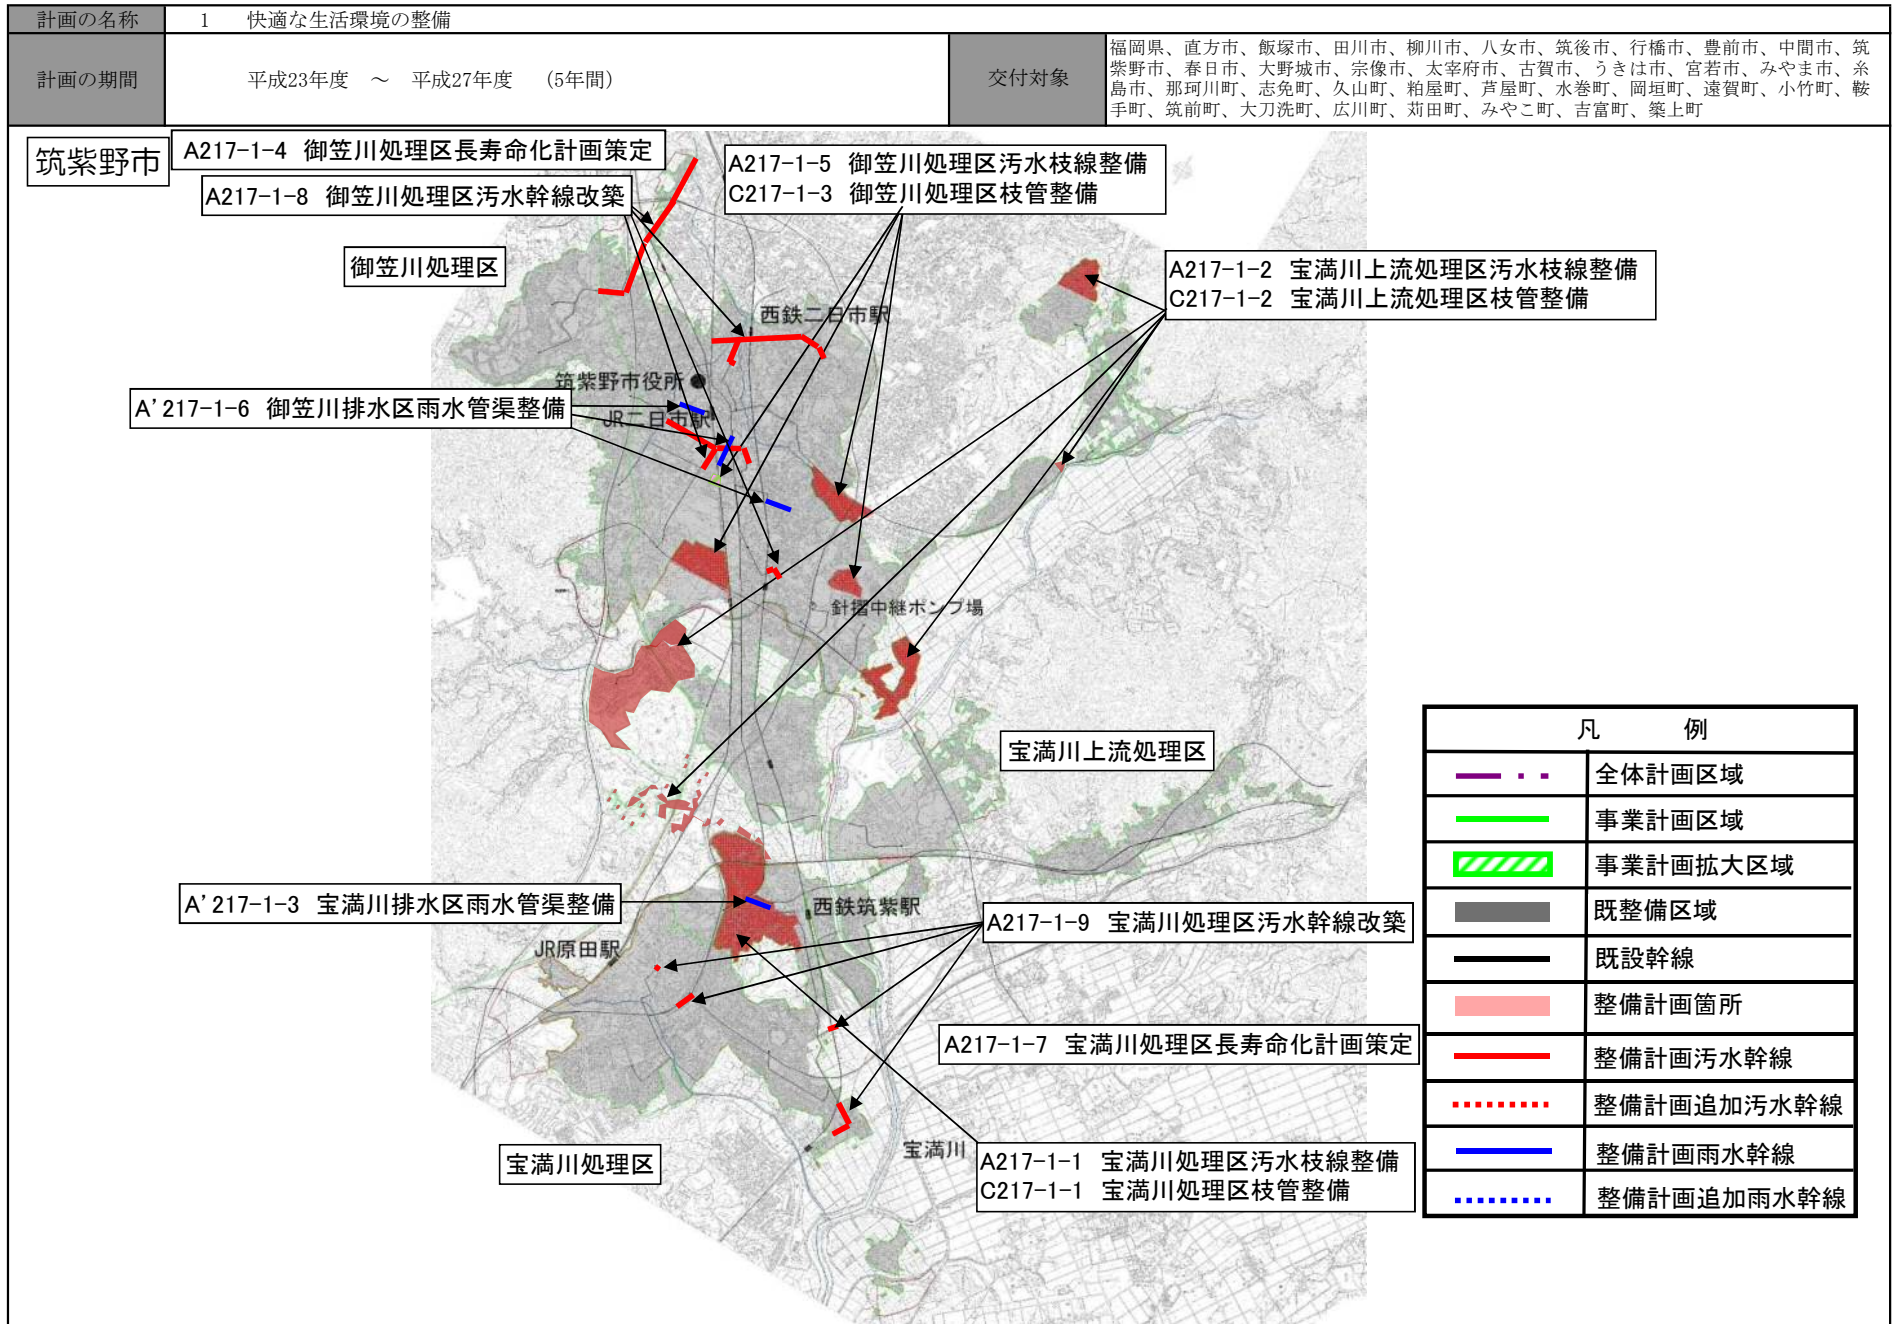 計画の名称
1　快適な生活環境の整備
計画の期間
平成23年度　～　平成27年度　（5年間）
交付対象
福岡県、直方市、飯塚市、田川市、柳川市、八女市、筑後市、行橋市、豊前市、中間市、筑
紫野市、春日市、大野城市、宗像市、太宰府市、古賀市、うきは市、宮若市、みやま市、糸
島市、那珂川町、志免町、久山町、粕屋町、芦屋町、水巻町、岡垣町、遠賀町、小竹町、鞍
手町、筑前町、大刀洗町、広川町、苅田町、みやこ町、吉富町、築上町
筑紫野市
A217-1-4 御笠川処理区長寿命化計画策定
A217-1-8 御笠川処理区汚水幹線改築
A217-1-5 御笠川処理区汚水枝線整備
C217-1-3 御笠川処理区枝管整備
御笠川処理区
A217-1-2 宝満川上流処理区汚水枝線整備
C217-1-2 宝満川上流処理区枝管整備
西鉄二日市駅
筑紫野市役所
A'217-1-6 御笠川排水区雨水管渠整備
JR二日市駅
針摺中継ポンプ場
宝満川上流処理区
A'217-1-3 宝満川排水区雨水管渠整備
西鉄筑紫駅
A217-1-9 宝満川処理区汚水幹線改築
JR原田駅
A217-1-7 宝満川処理区長寿命化計画策定
宝満川
宝満川処理区
A217-1-1 宝満川処理区汚水枝線整備
C217-1-1 宝満川処理区枝管整備
凡　例
全体計画区域
事業計画区域
事業計画拡大区域
既整備区域
既設幹線
整備計画箇所
整備計画汚水幹線
整備計画追加汚水幹線
整備計画雨水幹線
整備計画追加雨水幹線